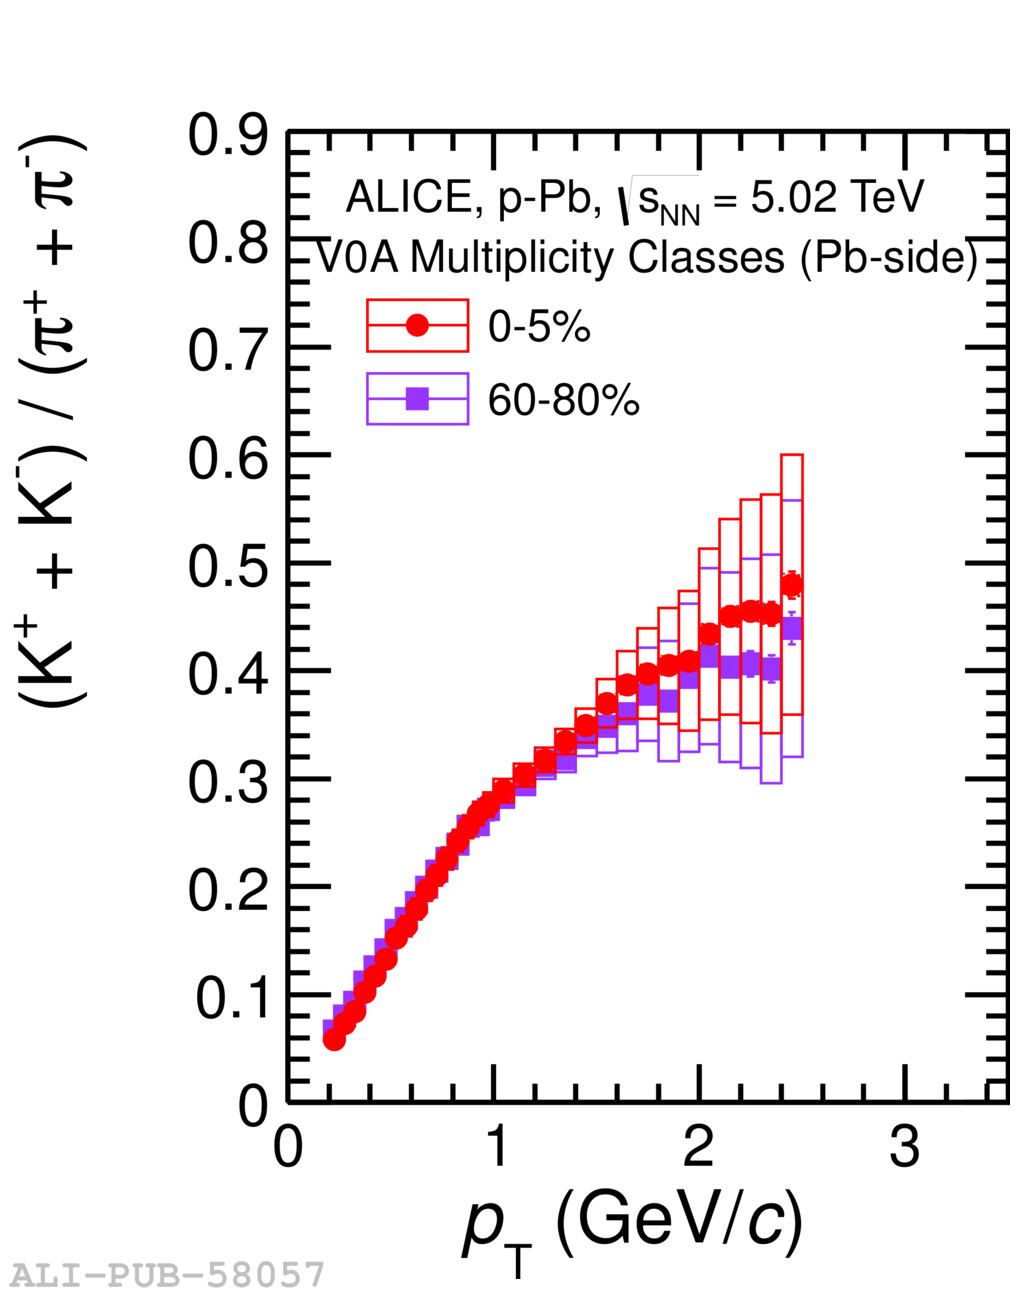 (K⁺ + K⁻) / (π⁺ + π⁻)
0.9
0.8
0.7
0.6
0.5
0.4
0.3
0.2
0.1
0
ALICE, p-Pb, √s_NN = 5.02 TeV
V0A Multiplicity Classes (Pb-side)
0-5%
60-80%
0 1 2 3
p_T (GeV/c)
ALI-PUB-58057